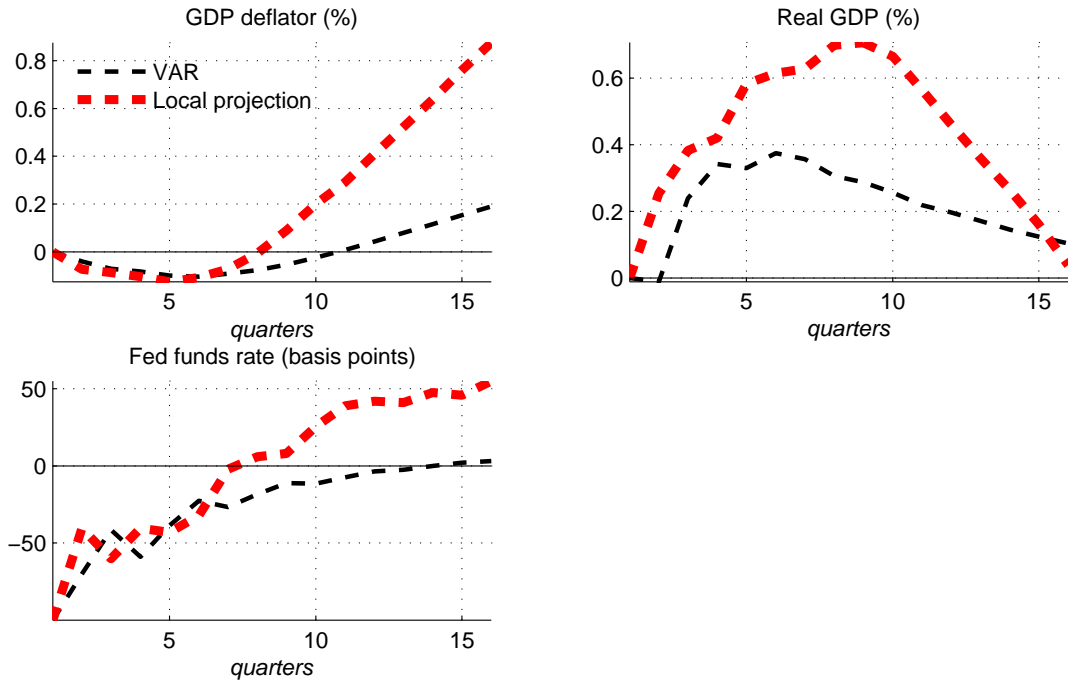 GDP deflator (%)
0.8
0.6
0.4
0.2
0
VAR
Local projection
5
10
15
quarters
Real GDP (%)
0.6
0.4
0.2
0
5
10
15
quarters
Fed funds rate (basis points)
50
0
−50
5
10
15
quarters